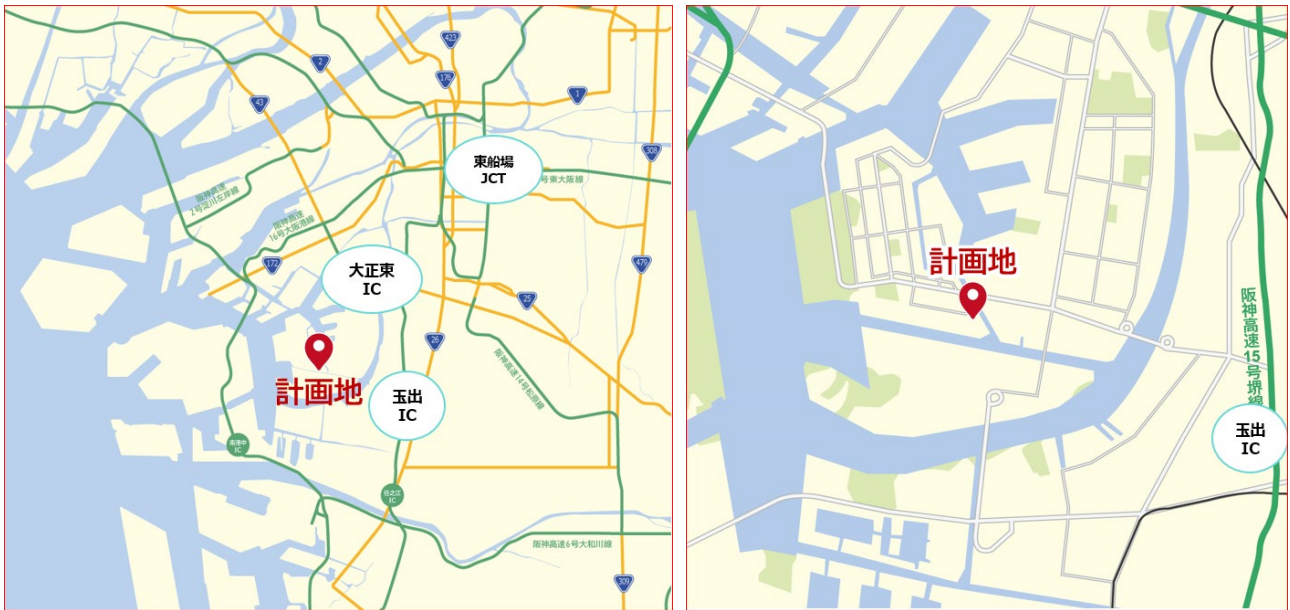 2
423
176
43
1
308
東船場
JCT
号東大阪線
阪神高速
2号淀川左岸線
阪神高速
16号大阪港線
172
大正東
IC
479
25
26
計画地
阪神高速14号松原線
玉出
IC
南港中
IC
住之江
IC
阪神高速6号大和川線
309
計画地
阪神高速15号堺線
玉出
IC